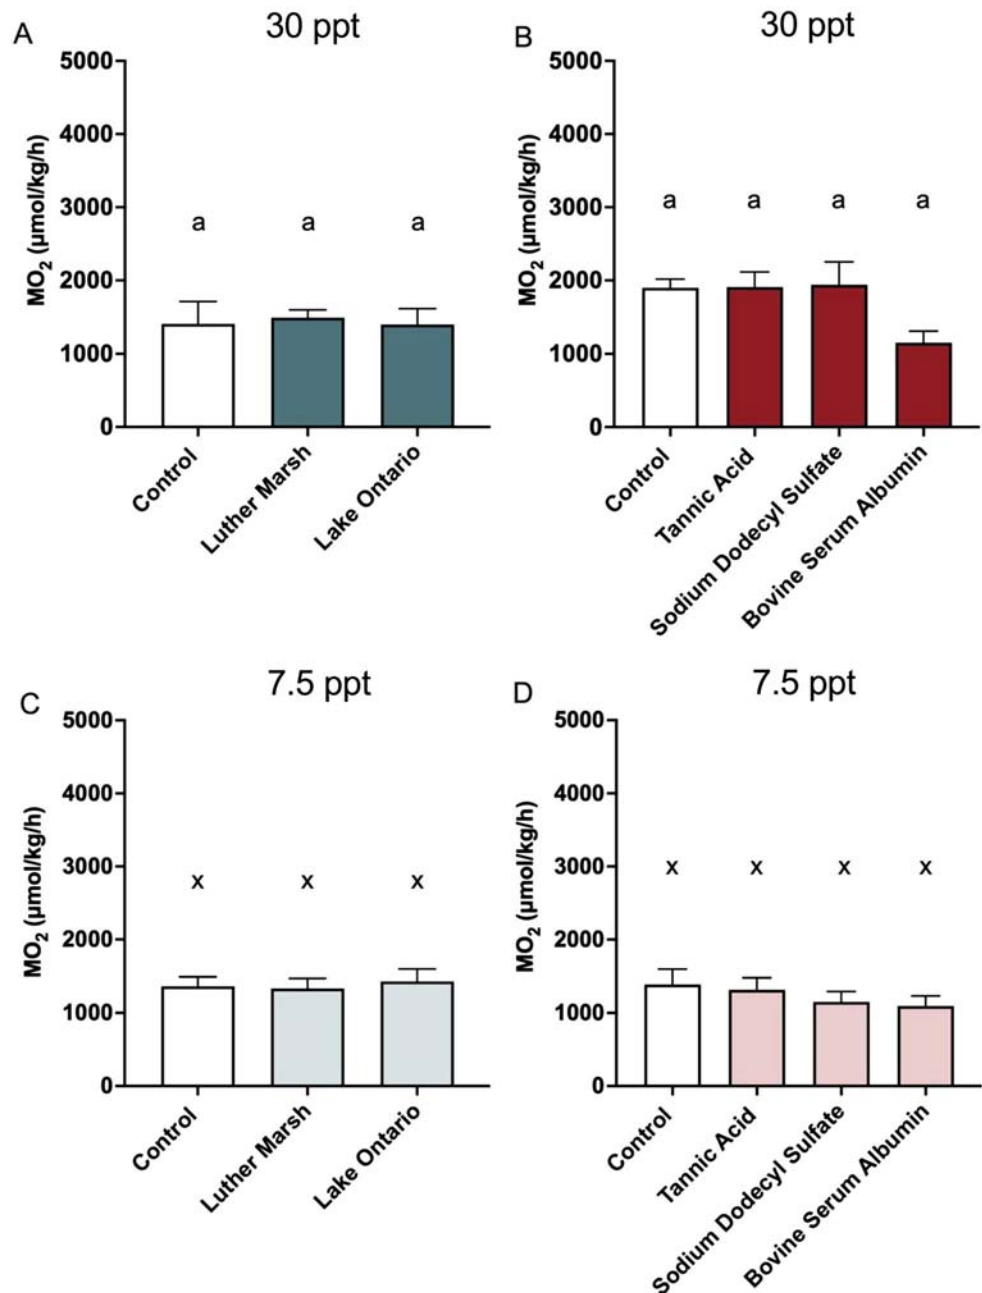 A
30 ppt
5000
4000
3000
2000
1000
0
MO2 (µmol/kg/h)
a a a
Control
Luther Marsh
Lake Ontario
B
30 ppt
5000
4000
3000
2000
1000
0
MO2 (µmol/kg/h)
a a a a
Control
Tannic Acid
Sodium Dodecyl Sulfate
Bovine Serum Albumin
C
7.5 ppt
5000
4000
3000
2000
1000
0
MO2 (µmol/kg/h)
x x x
Control
Luther Marsh
Lake Ontario
D
7.5 ppt
5000
4000
3000
2000
1000
0
MO2 (µmol/kg/h)
x x x x
Control
Tannic Acid
Sodium Dodecyl Sulfate
Bovine Serum Albumin